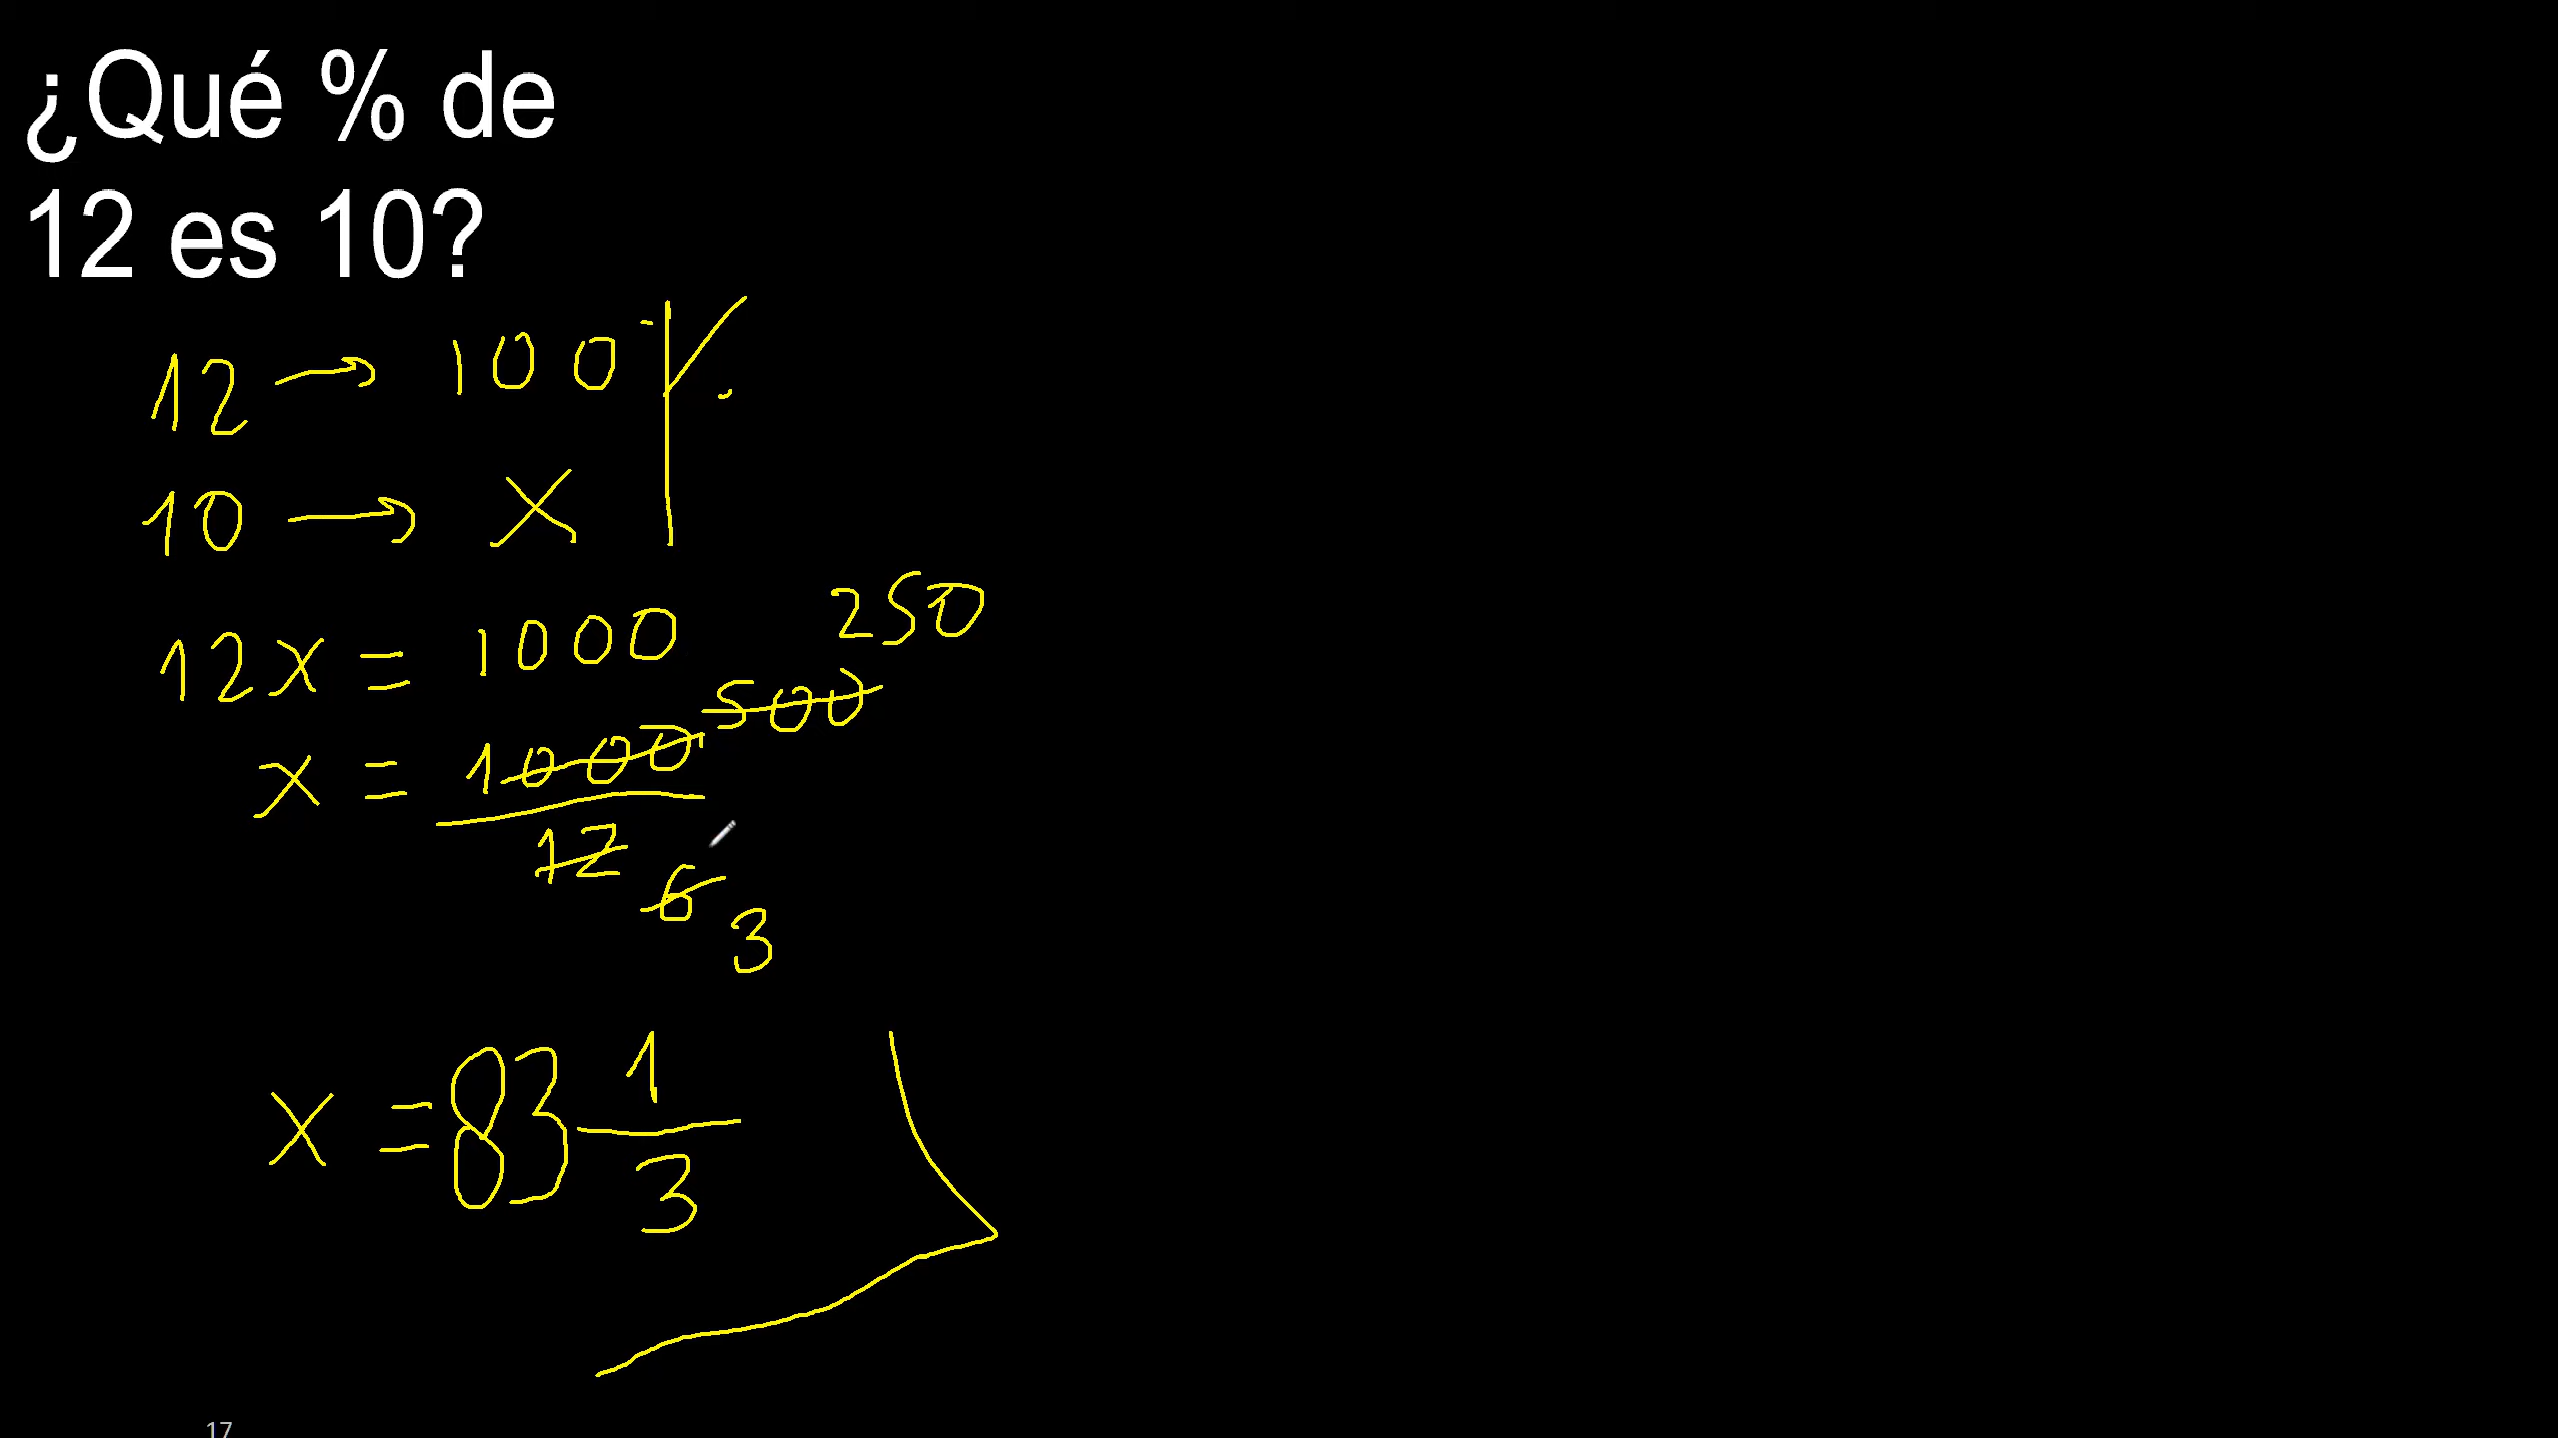 ¿Qué % de
12 es 10?
12 → 100%
10 → x
12x = 1000
250
500
x = 1000
12
6
3
x = 83 1/3
17